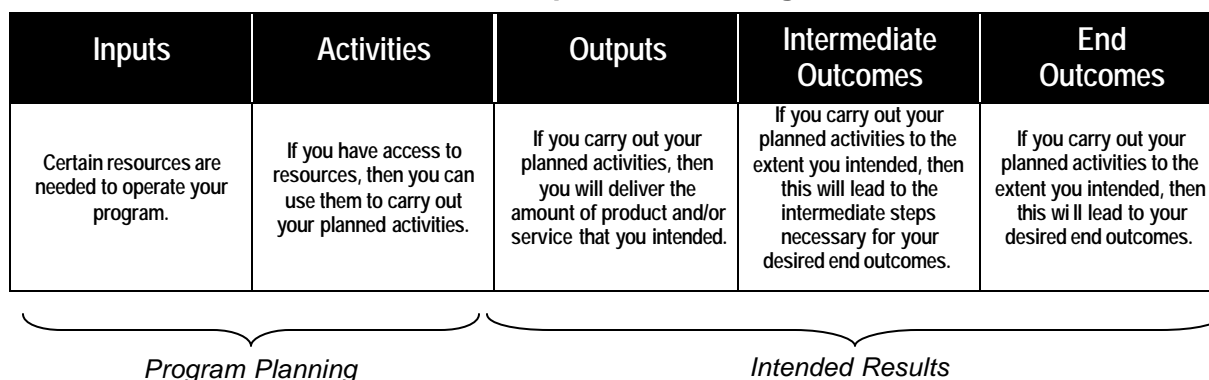 Inputs
Activities
Outputs
Intermediate
Outcomes
End
Outcomes
Certain resources are
needed to operate your
program.
If you have access to
resources, then you can
use them to carry out
your planned activities.
If you carry out your
planned activities, then
you will deliver the
amount of product and/or
service that you intended.
If you carry out your
planned activities to the
extent you intended, then
this will lead to the
intermediate steps
necessary for your
desired end outcomes.
If you carry out your
planned activities to the
extent you intended, then
this will lead to your
desired end outcomes.
Program Planning
Intended Results